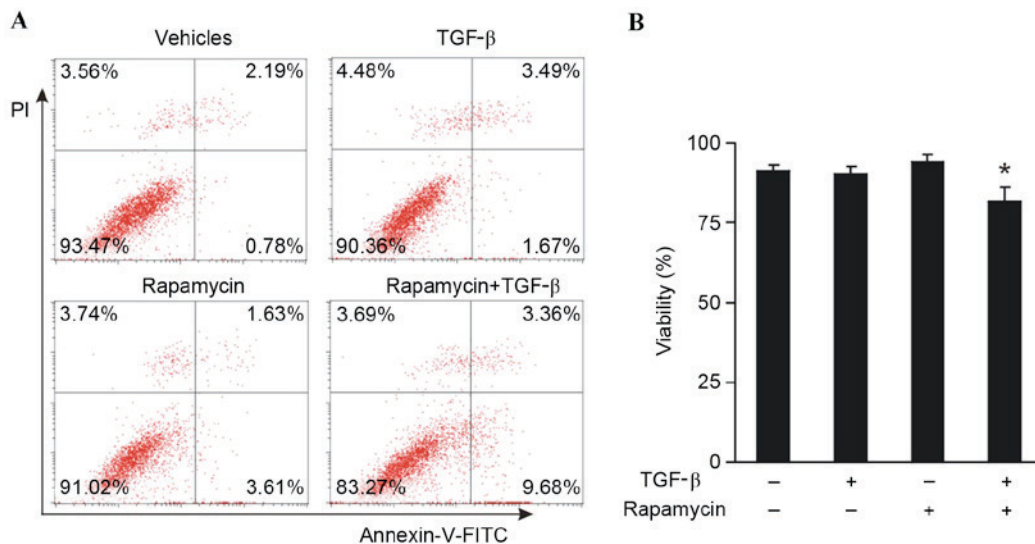 A
Vehicles
TGF-β
PI
3.56%
2.19%
93.47%
0.78%
4.48%
3.49%
90.36%
1.67%
Rapamycin
Rapamycin+TGF-β
3.74%
1.63%
91.02%
3.61%
3.69%
3.36%
83.27%
9.68%
Annexin-V-FITC
B
Viability (%)
100
75
50
25
0
*
TGF-β – + – +
Rapamycin – – + +